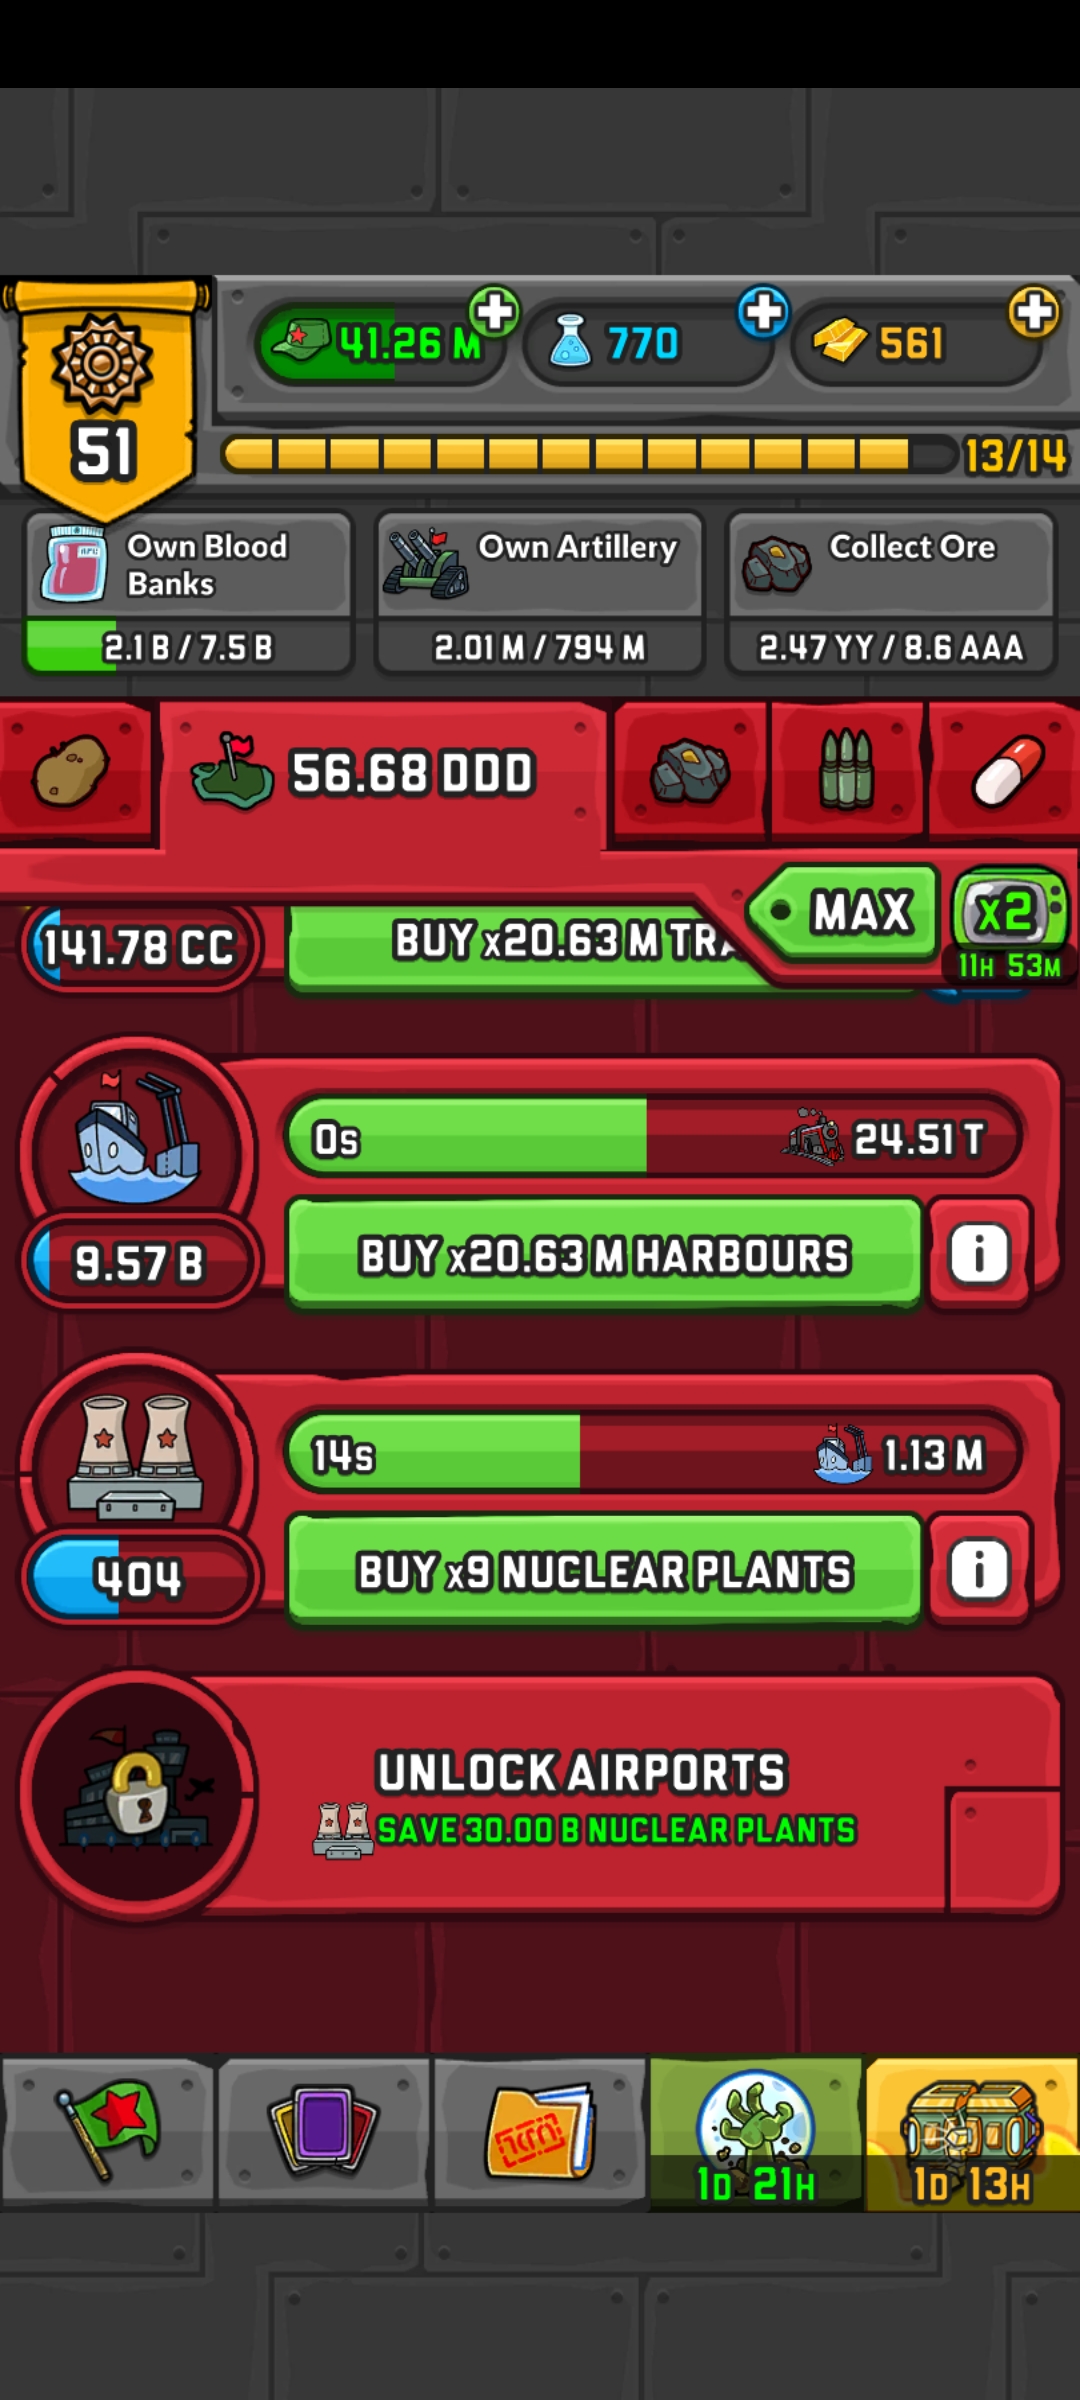 41.26 M
770
561
51
13/14
Own Blood
Banks
2.1 B / 7.5 B
Own Artillery
2.01 M / 794 M
Collect Ore
2.47 YY / 8.6 AAA
56.68 DDD
MAX
x2
11H 53M
141.78 CC
BUY x20.63 M
0s
24.51 T
9.57 B
BUY x20.63 M HARBOURS
i
14s
1.13 M
404
BUY x9 NUCLEAR PLANTS
i
UNLOCK AIRPORTS
SAVE 30.00 B NUCLEAR PLANTS
1D 21H
1D 13H